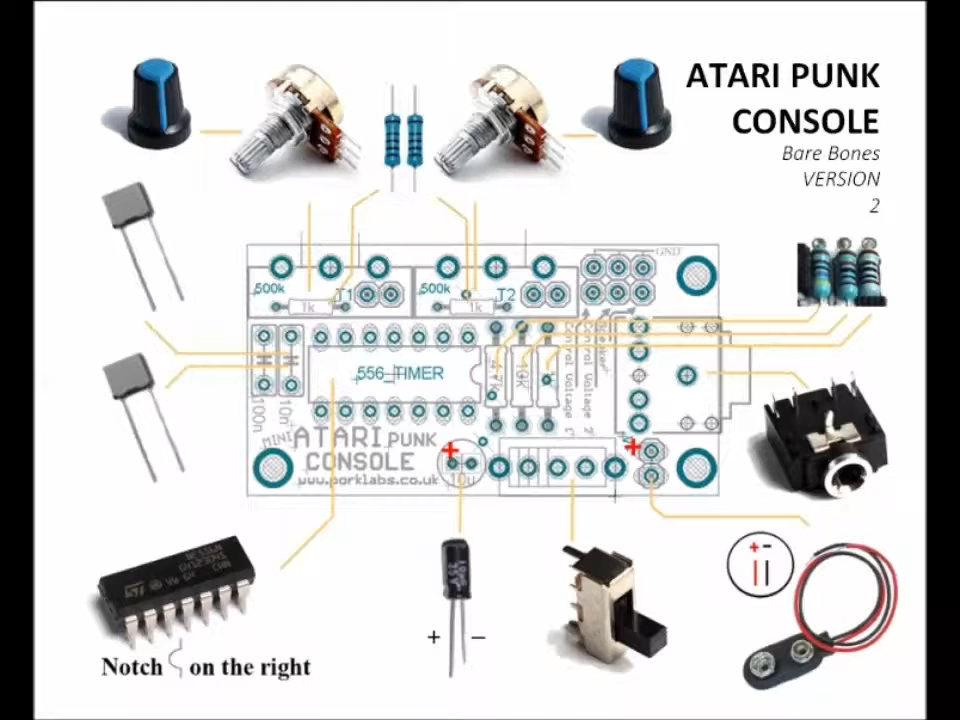 ATARI PUNK
CONSOLE
Bare Bones
VERSION
2
GND
500k
T1
500k
T2
1k
1k
556_TIMER
4.7k
10K
1K
Control Voltage 1
Control Voltage 2
Speaker
100n
10n
MINI
ATARI PUNK
CONSOLE
www.porklabs.co.uk
+
10u
+
+ -
+ –
Notch on the right